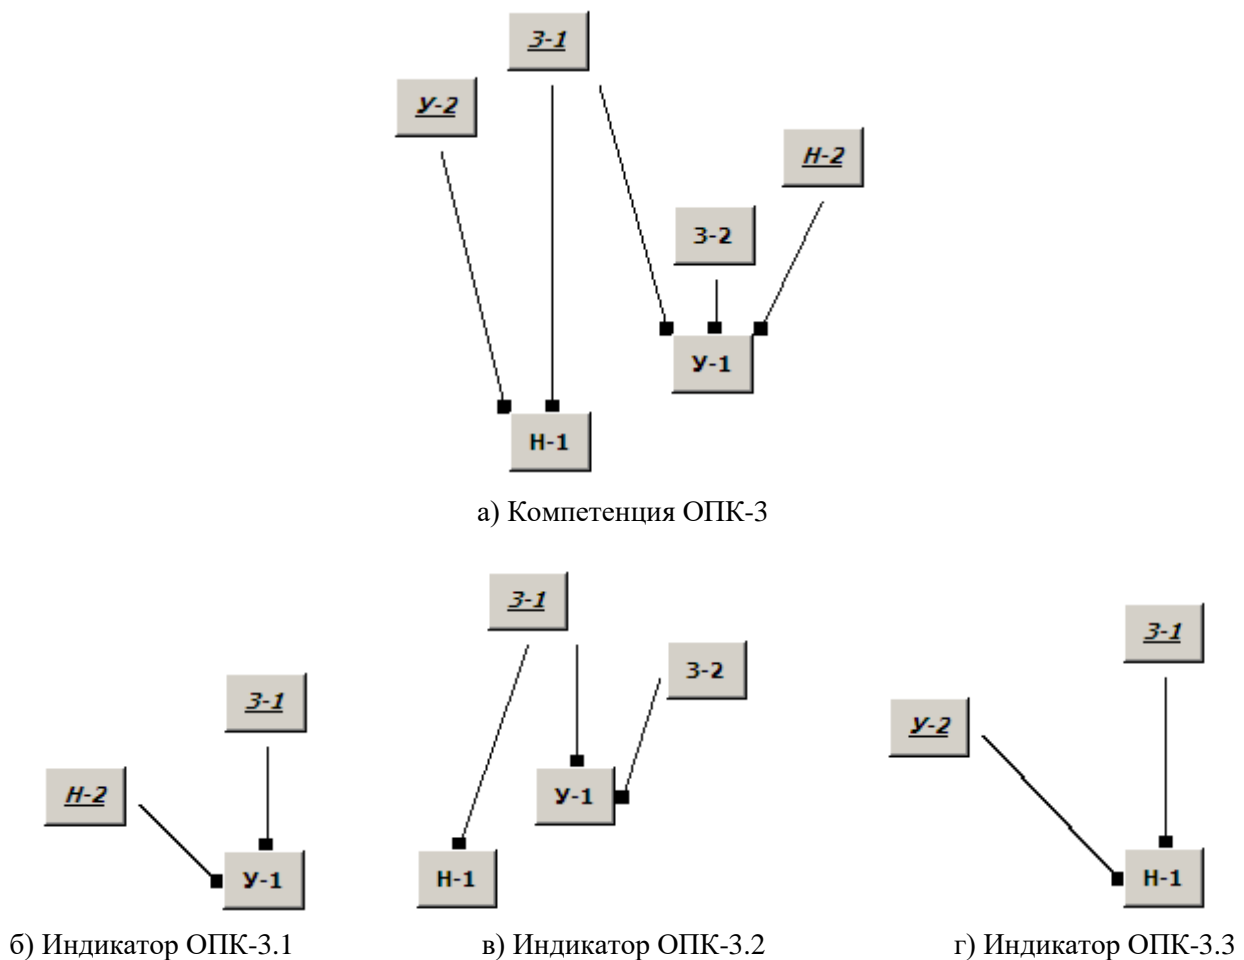 З-1
У-2
Н-2
З-2
У-1
Н-1
а) Компетенция ОПК-3
З-1
З-1
З-2
З-1
У-2
Н-2
У-1
У-1
Н-1
Н-1
б) Индикатор ОПК-3.1
в) Индикатор ОПК-3.2
г) Индикатор ОПК-3.3